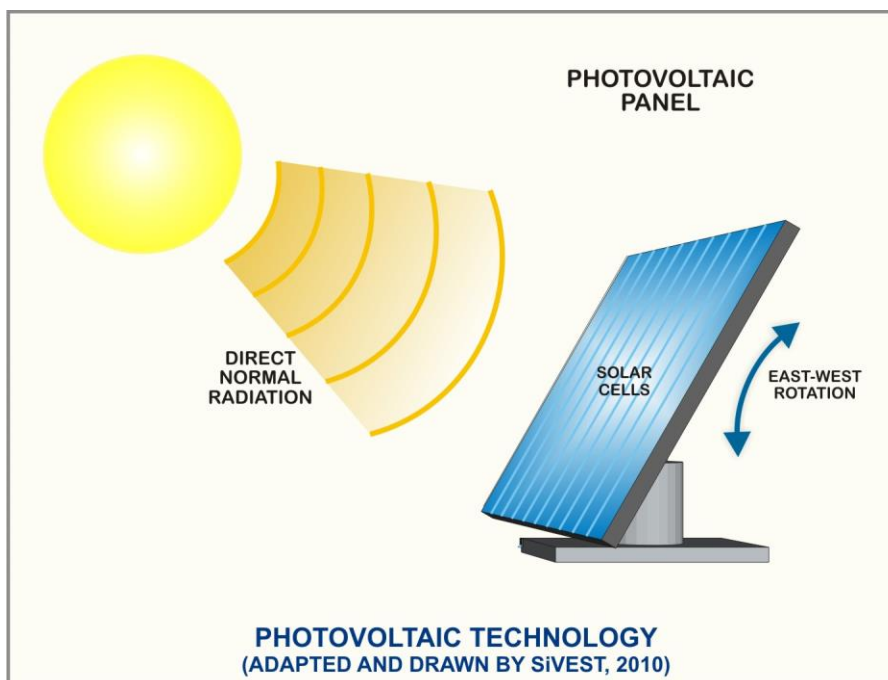 PHOTOVOLTAIC
PANEL
DIRECT
NORMAL
RADIATION
SOLAR
CELLS
EAST-WEST
ROTATION
PHOTOVOLTAIC TECHNOLOGY
(ADAPTED AND DRAWN BY SiVEST, 2010)